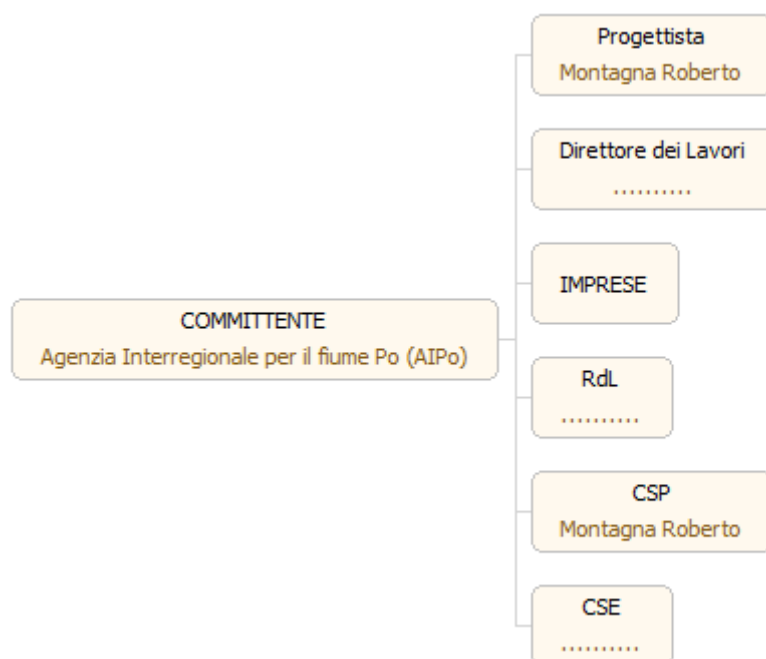 Progettista
Montagna Roberto
Direttore dei Lavori
..........
IMPRESE
COMMITTENTE
Agenzia Interregionale per il fiume Po (AIPo)
RdL
..........
CSP
Montagna Roberto
CSE
..........